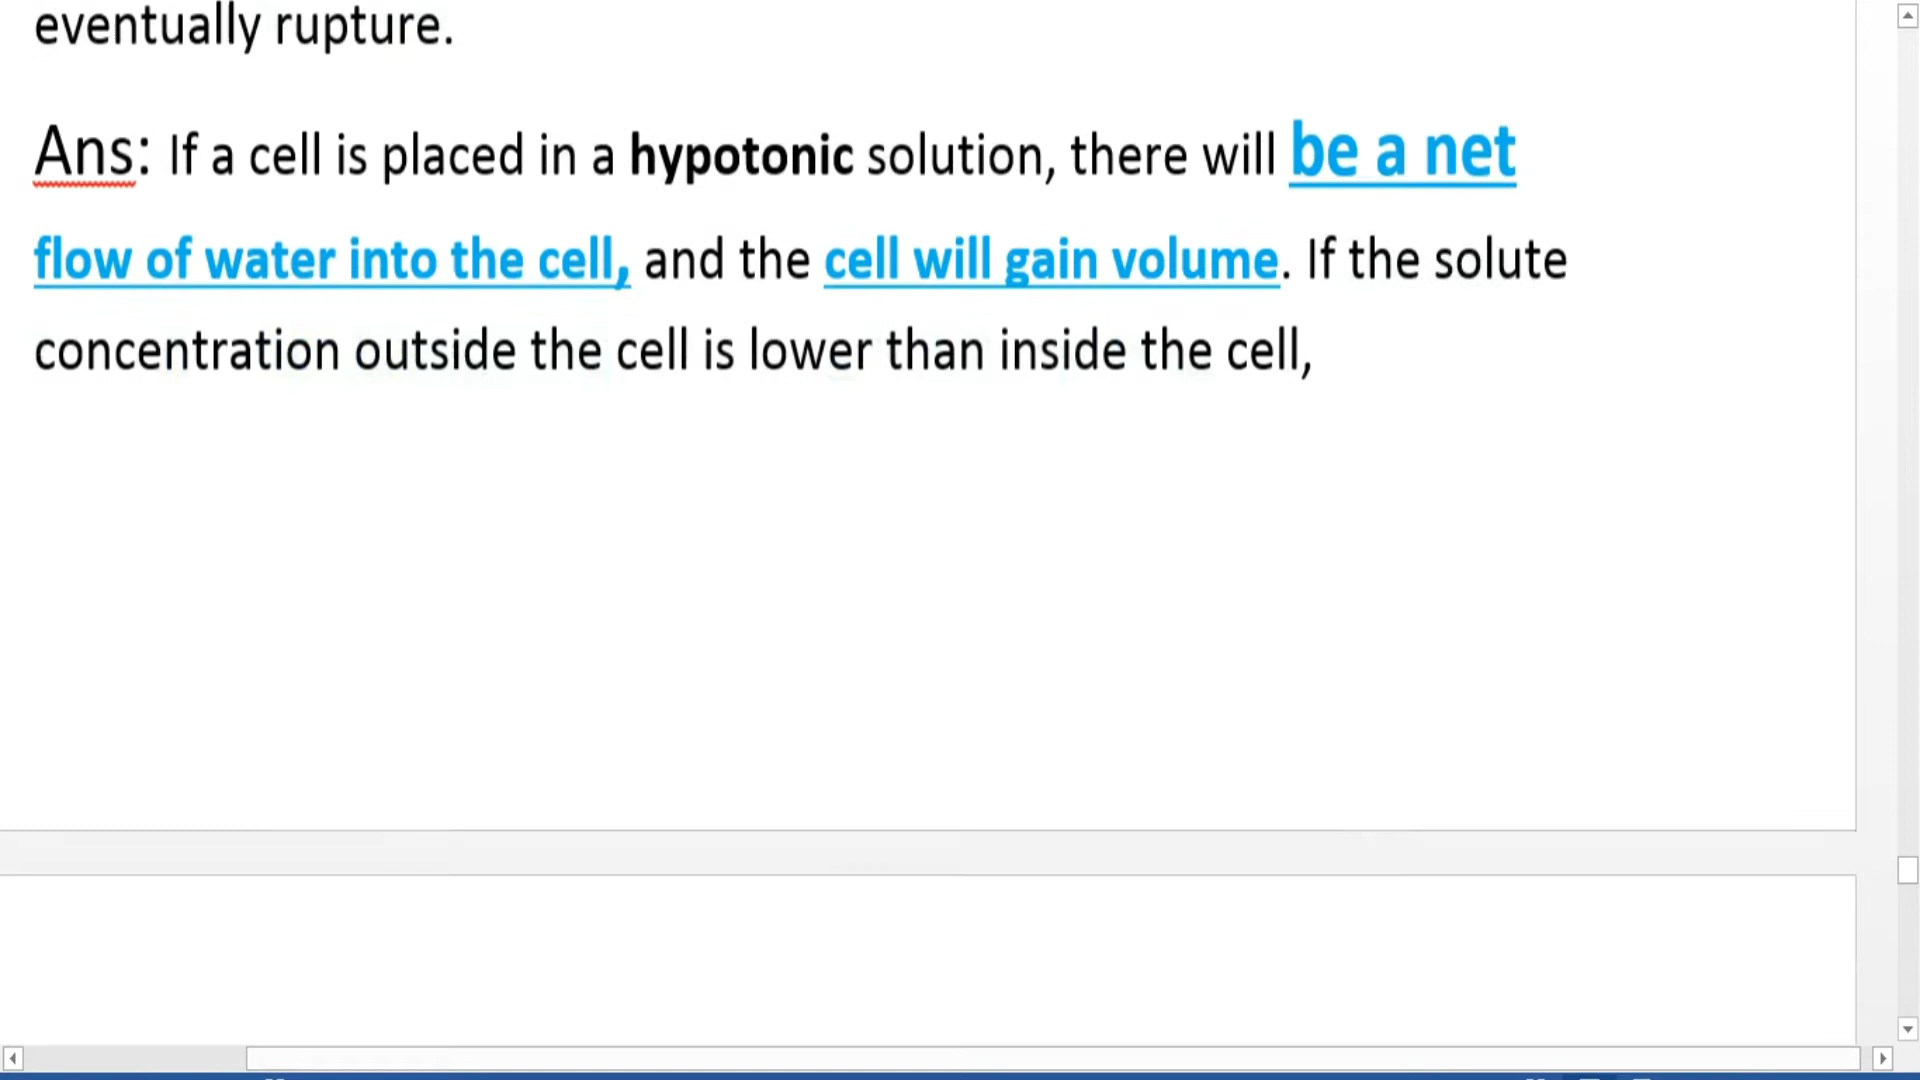 eventually rupture.
Ans: If a cell is placed in a hypotonic solution, there will be a net
flow of water into the cell, and the cell will gain volume. If the solute
concentration outside the cell is lower than inside the cell,